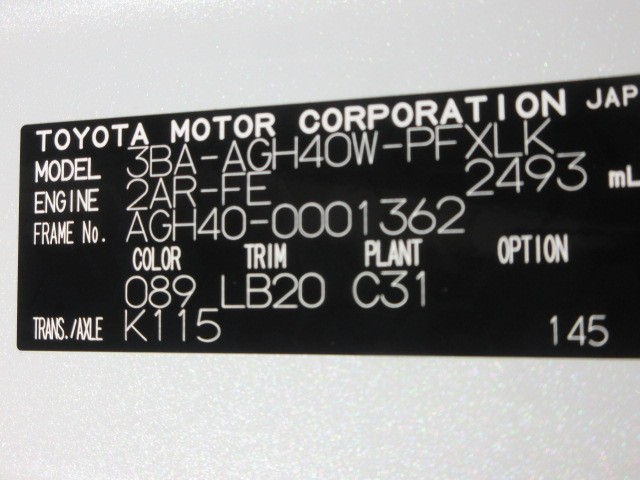 TOYOTA MOTOR CORPORATION JAP
MODEL 3BA-AGH40W-PFXLK
ENGINE 2AR-FE 2493 mL
FRAME No. AGH40-0001362
COLOR TRIM PLANT OPTION
089 LB20 C31
TRANS./AXLE K115 145